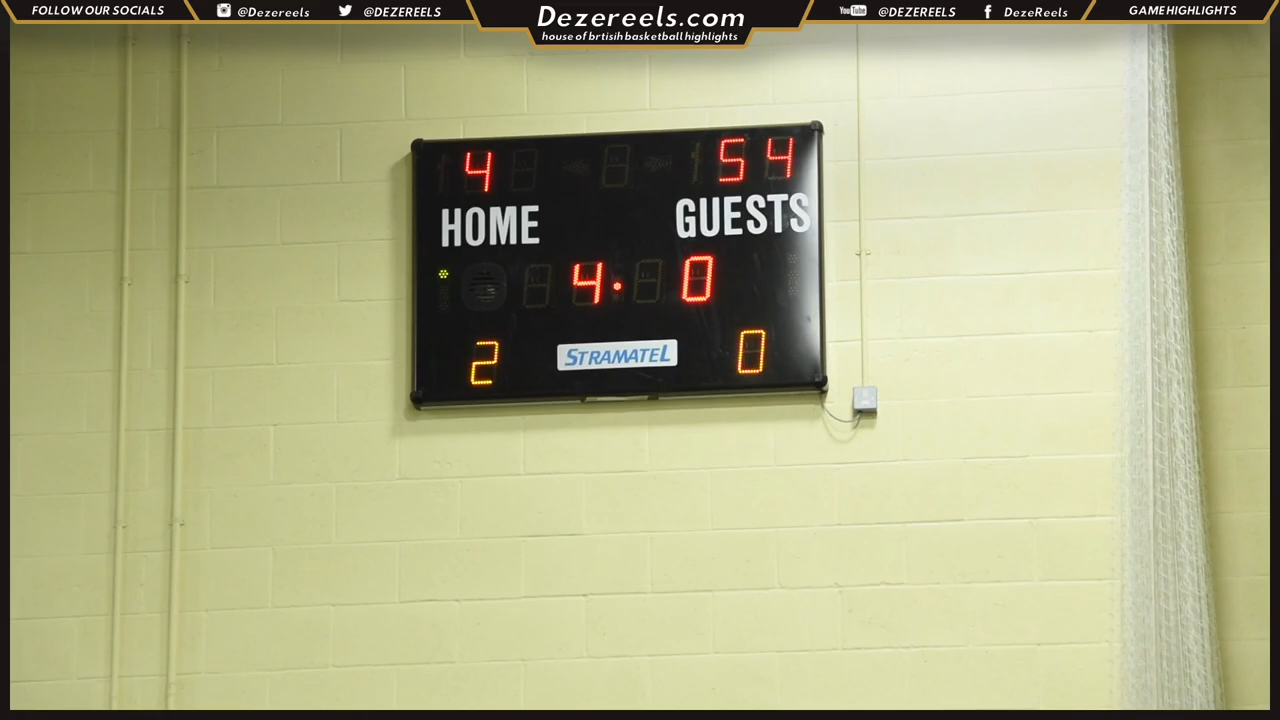 FOLLOW OUR SOCIALS @Dezereels @DEZEREELS Dezereels.com YouTube @DEZEREELS f DezeReels GAME HIGHLIGHTS
house of brtisih basketball highlights
4 54
HOME GUESTS
4. 0
2 STRAMATEL 0